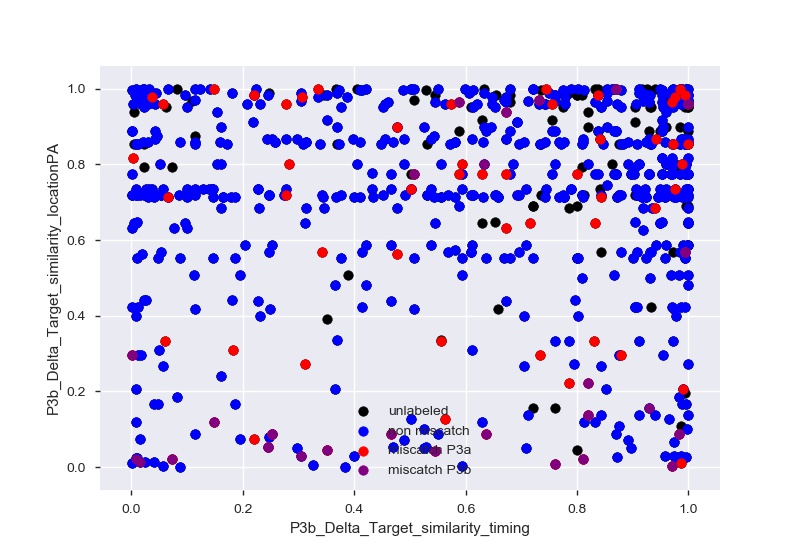 1.0
0.8
0.6
0.4
0.2
0.0
P3b_Delta_Target_similarity_locationPA
unlabeled
non mismatch
miscatch P3a
miscatch P3b
0.0 0.2 0.4 0.6 0.8 1.0
P3b_Delta_Target_similarity_timing